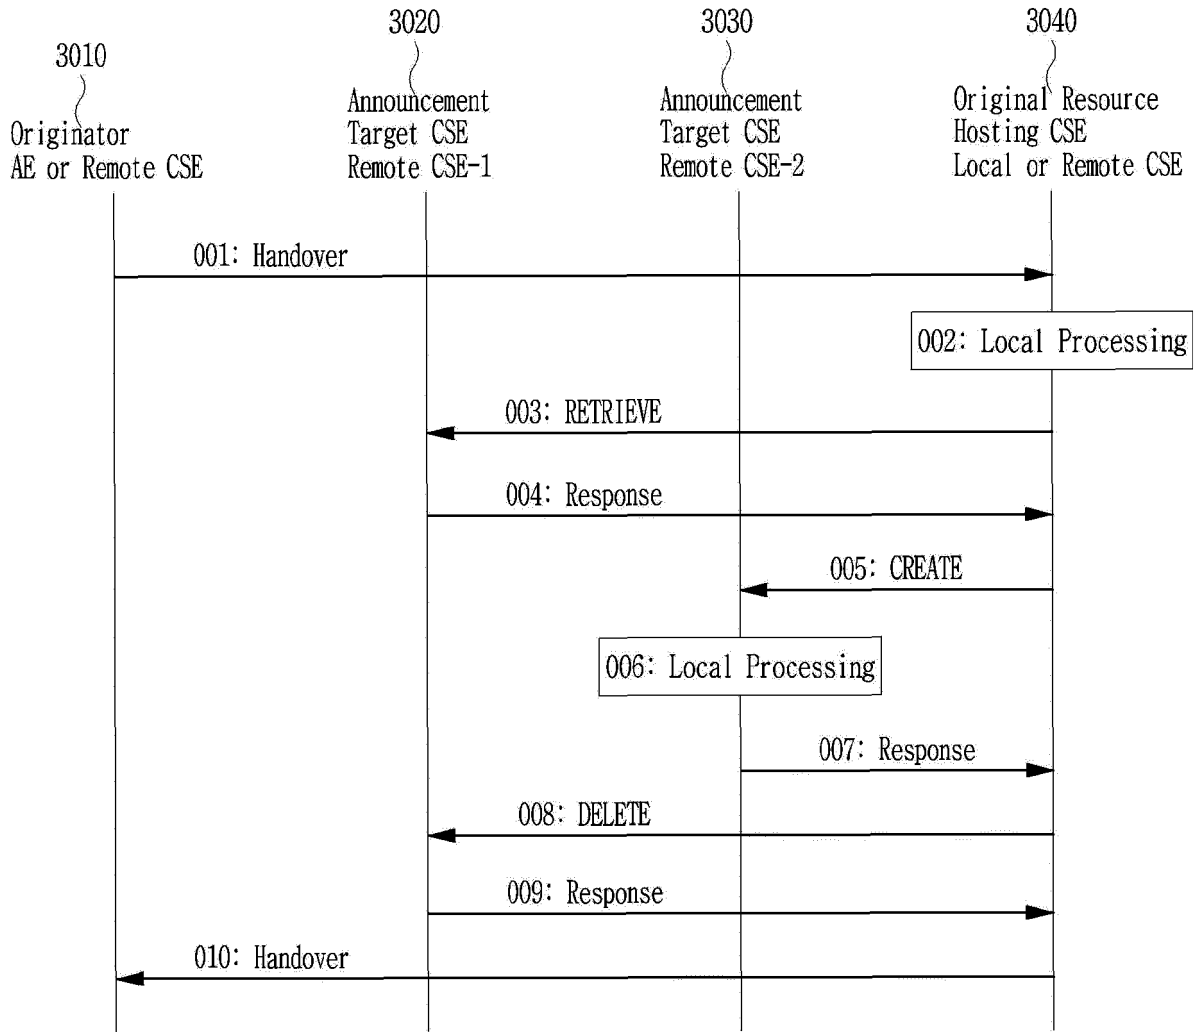 3010
Originator
AE or Remote CSE
3020
Announcement
Target CSE
Remote CSE-1
3030
Announcement
Target CSE
Remote CSE-2
3040
Original Resource
Hosting CSE
Local or Remote CSE
001: Handover
002: Local Processing
003: RETRIEVE
004: Response
005: CREATE
006: Local Processing
007: Response
008: DELETE
009: Response
010: Handover